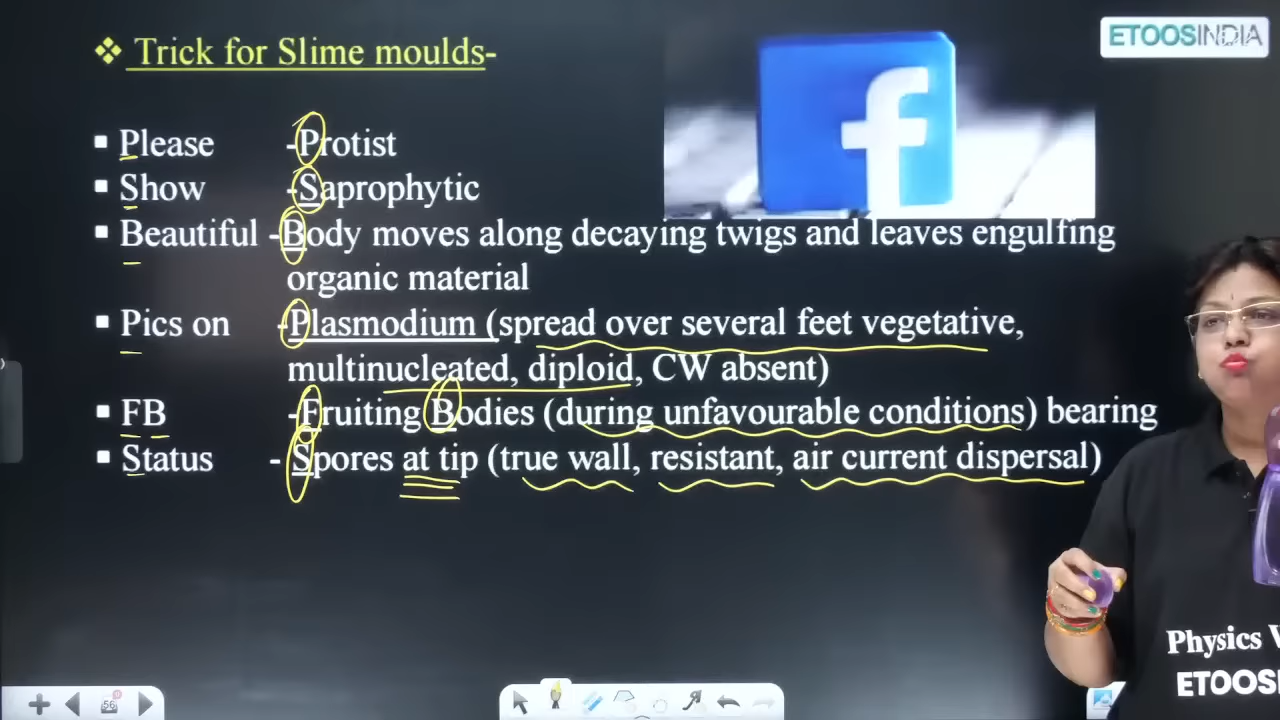 ETOOSINDIA
❖ Trick for Slime moulds-
▪ Please -Protist
▪ Show -Saprophytic
▪ Beautiful -Body moves along decaying twigs and leaves engulfing
organic material
▪ Pics on -Plasmodium (spread over several feet vegetative,
multinucleated, diploid, CW absent)
▪ FB -Fruiting Bodies (during unfavourable conditions) bearing
▪ Status - Spores at tip (true wall, resistant, air current dispersal)
Physics
ETOOS
56